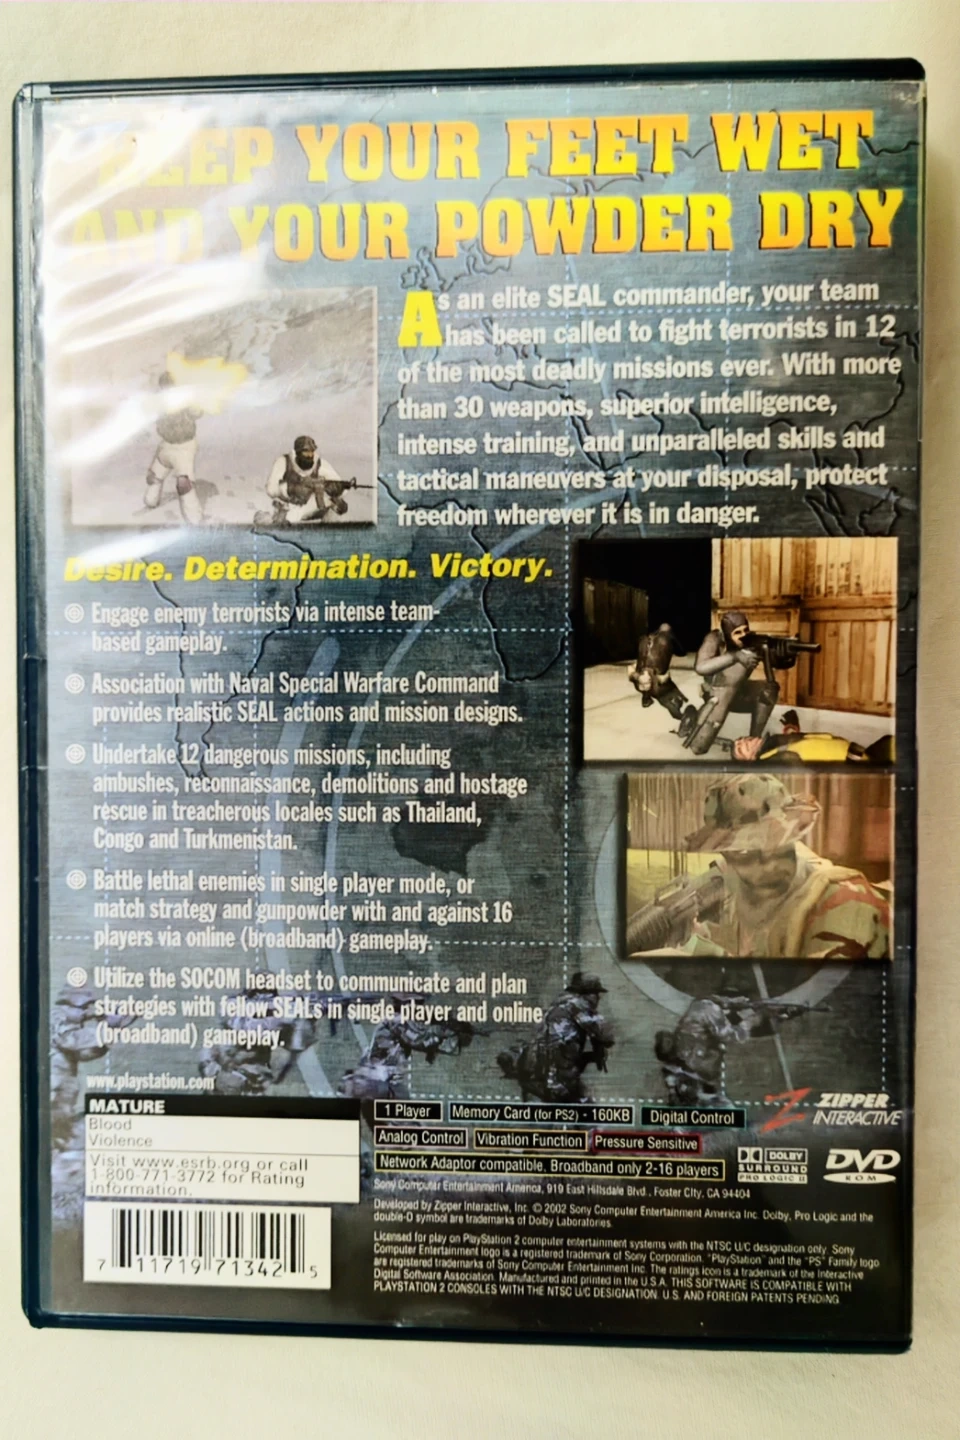 KEEP YOUR FEET WET
AND YOUR POWDER DRY
As an elite SEAL commander, your team
has been called to fight terrorists in 12
of the most deadly missions ever. With more
than 30 weapons, superior intelligence,
intense training, and unparalleled skills and
tactical maneuvers at your disposal, protect
freedom wherever it is in danger.
Desire. Determination. Victory.
Engage enemy terrorists via intense team-
based gameplay.
Association with Naval Special Warfare Command
provides realistic SEAL actions and mission designs.
Undertake 12 dangerous missions, including
ambushes, reconnaissance, demolitions and hostage
rescue in treacherous locales such as Thailand,
Congo and Turkmenistan.
Battle lethal enemies in single player mode, or
match strategy and gunpowder with and against 16
players via online (broadband) gameplay.
Utilize the SOCOM headset to communicate and plan
strategies with fellow SEALs in single player and online
(broadband) gameplay.
www.playstation.com
MATURE
Blood
Violence
Visit www.esrb.org or call
1-800-771-3772 for Rating
Information.
7 11719 71342 5
1 Player Memory Card (for PS2) - 160KB Digital Control
Analog Control Vibration Function Pressure Sensitive
Network Adaptor compatible. Broadband only 2-16 players
ZIPPER
INTERACTIVE
DOLBY
SURROUND
PRO LOGIC II
DVD
ROM
Sony Computer Entertainment America, 919 East Hillsdale Blvd., Foster City, CA 94404
Developed by Zipper Interactive, Inc. © 2002 Sony Computer Entertainment America Inc. Dolby, Pro Logic and the
double-D symbol are trademarks of Dolby Laboratories.
Licensed for play on PlayStation 2 computer entertainment systems with the NTSC U/C designation only. Sony
Computer Entertainment logo is a registered trademark of Sony Corporation. "PlayStation" and the "PS" Family logo
are registered trademarks of Sony Computer Entertainment Inc. The ratings icon is a trademark of the Interactive
Digital Software Association. Manufactured and printed in the U.S.A. THIS SOFTWARE IS COMPATIBLE WITH
PLAYSTATION 2 CONSOLES WITH THE NTSC U/C DESIGNATION. U.S. AND FOREIGN PATENTS PENDING.